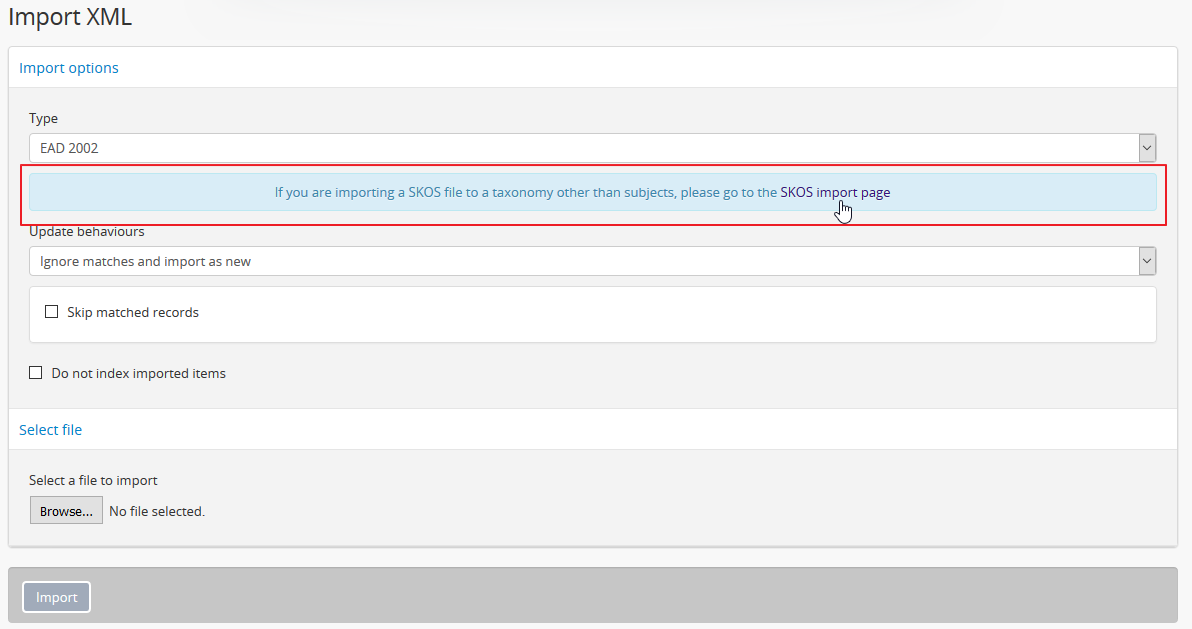 Import XML
Import options
Type
EAD 2002
If you are importing a SKOS file to a taxonomy other than subjects, please go to the SKOS import page
Update behaviours
Ignore matches and import as new
Skip matched records
Do not index imported items
Select file
Select a file to import
Browse... No file selected.
Import